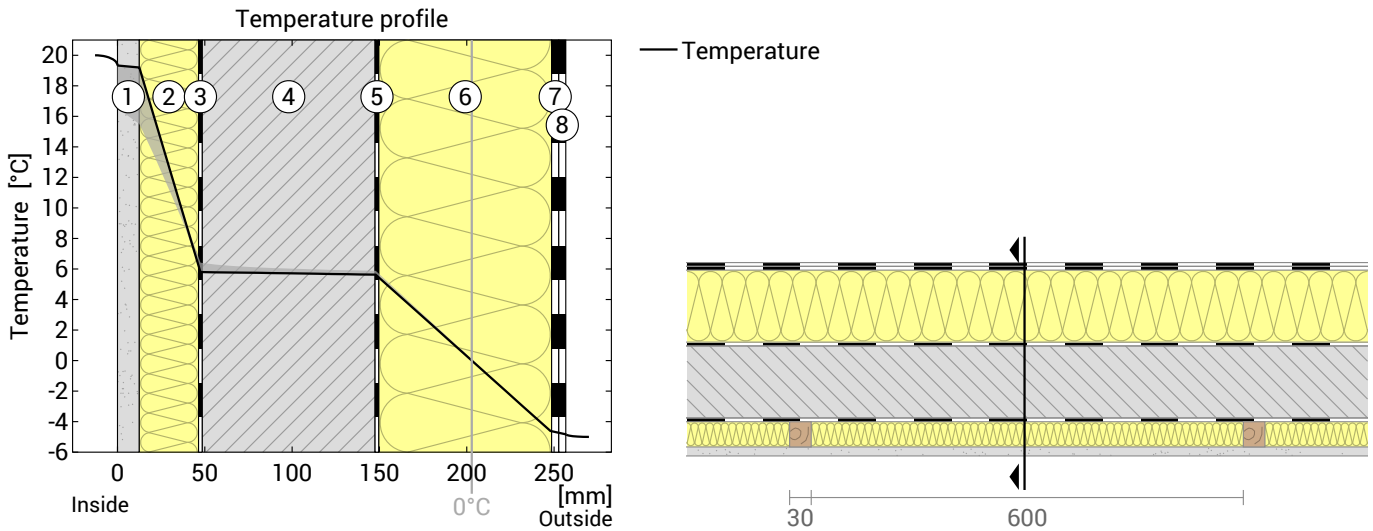 Temperature profile
Temperature [°C]
20
18
16
14
12
10
8
6
4
2
0
-2
-4
-6
1 2 3 4 5 6 7
8
0 50 100 150 200 250
[mm]
Inside 0°C Outside
Temperature
30 600